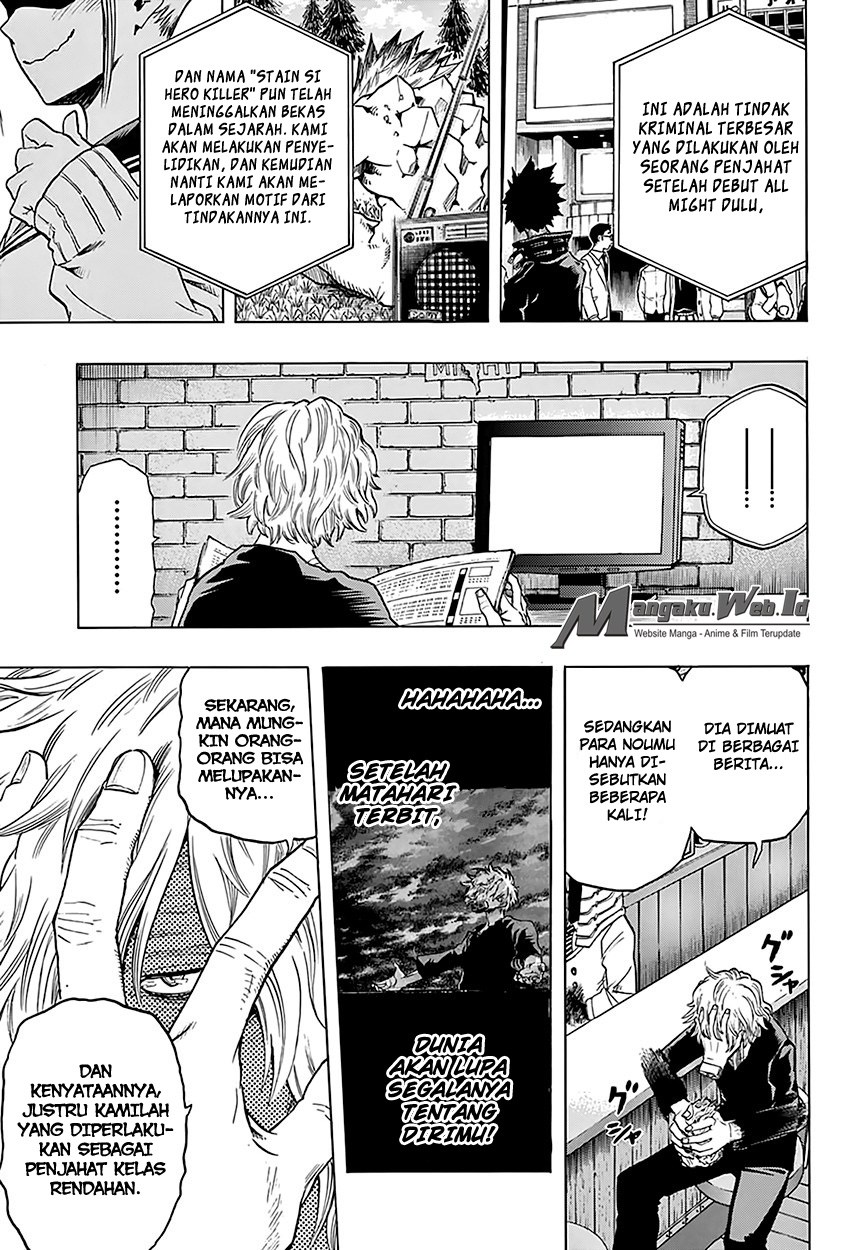 INI ADALAH TINDAK
KRIMINAL TERBESAR
YANG DILAKUKAN OLEH
SEORANG PENJAHAT
SETELAH DEBUT ALL
MIGHT DULU,
DAN NAMA "STAIN SI
HERO KILLER" PUN TELAH
MENINGGALKAN BEKAS
DALAM SEJARAH. KAMI
AKAN MELAKUKAN PENYE-
LIDIKAN, DAN KEMUDIAN
NANTI KAMI AKAN ME-
LAPORKAN MOTIF DARI
TINDAKANNYA INI.
Mangaku.Web.Id
Website Manga - Anime & Film Terupdate
DIA DIMUAT
DI BERBAGAI
BERITA...
SEDANGKAN
PARA NOUMU
HANYA DI-
SEBUTKAN
BEBERAPA
KALI!
グシャ
グシャ
HAHAHAHA...
SETELAH
MATAHARI
TERBIT,
DUNIA
AKAN LUPA
SEGALANYA
TENTANG
DIRIMU!
SEKARANG,
MANA MUNG-
KIN ORANG-
ORANG BISA
MELUPAKAN-
NYA...
DAN
KENYATAANNYA,
JUSTRU KAMILAH
YANG DIPERLAKU-
KAN SEBAGAI
PENJAHAT KELAS
RENDAHAN.